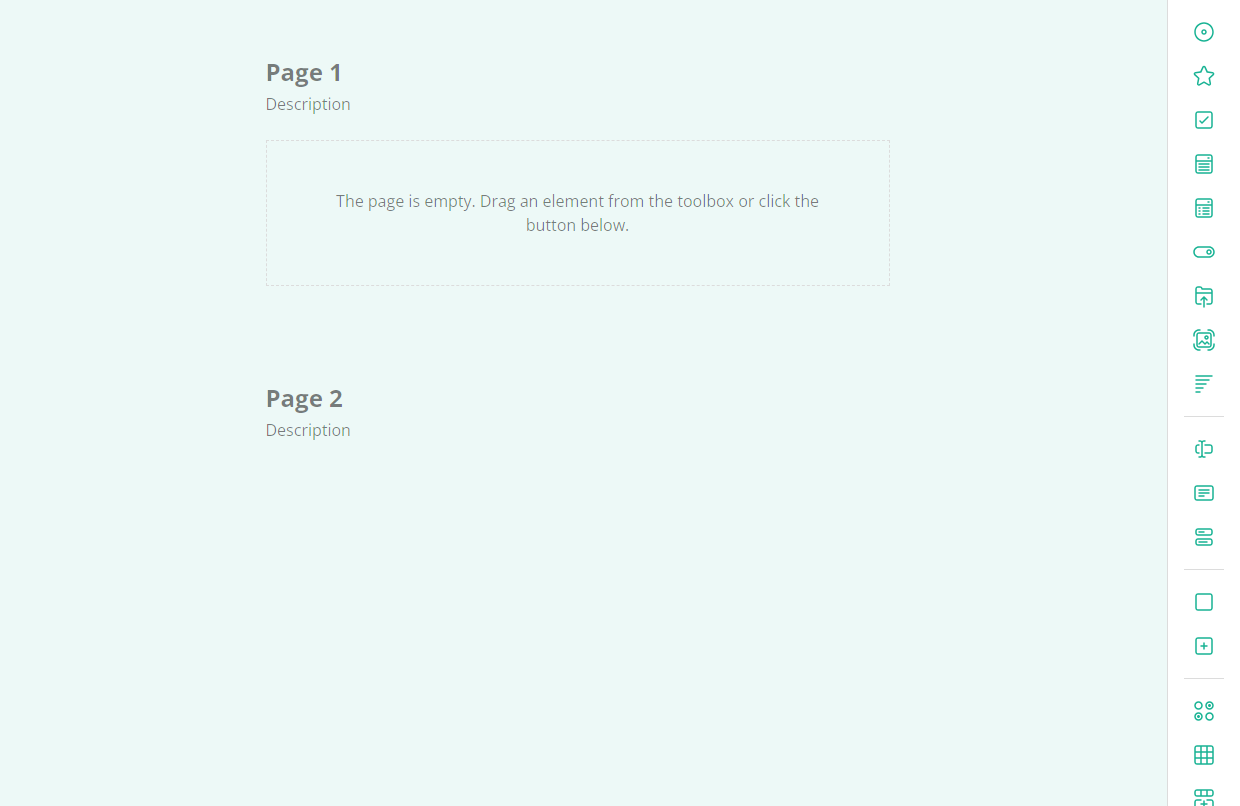 Page 1
Description
The page is empty. Drag an element from the toolbox or click the
button below.
Page 2
Description